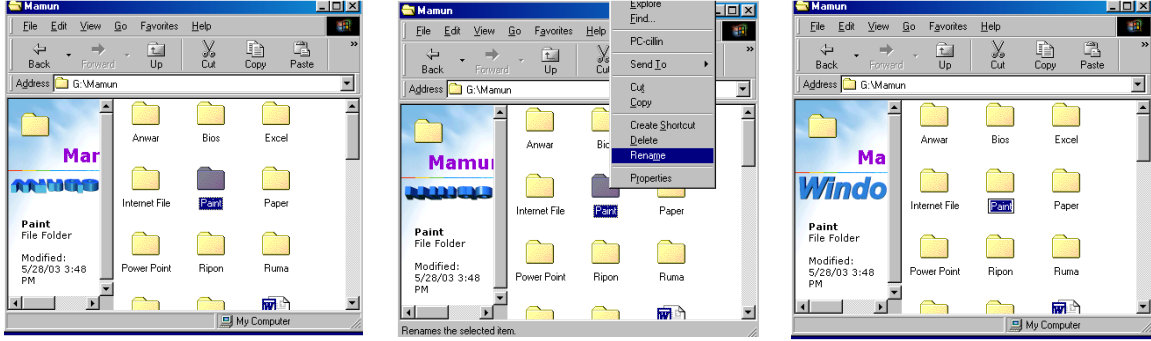 Mamun
File Edit View Go Favorites Help
Back Forward Up Cut Copy Paste »
Address G:\Mamun
Mar
Anwar Bios Excel
Internet File Paint Paper
Paint
File Folder
Modified:
5/28/03 3:48
PM
Power Point Ripon Ruma
My Computer
Mamun
File Edit View Go Favorites Help
Back Forward Up Cut »
Address G:\Mamun
Mamu
Anwar Bio
Internet File Paint Paper
Paint
File Folder
Modified:
5/28/03 3:48
PM
Power Point Ripon Ruma
Renames the selected item.
Explore
Find...
PC-cillin
Send To
Cut
Copy
Create Shortcut
Delete
Rename
Properties
Mamun
File Edit View Go Favorites Help
Back Forward Up Cut Copy Paste »
Address G:\Mamun
Ma
Windo
Anwar Bios Excel
Internet File Paint Paper
Paint
File Folder
Modified:
5/28/03 3:48
PM
Power Point Ripon Ruma
My Computer